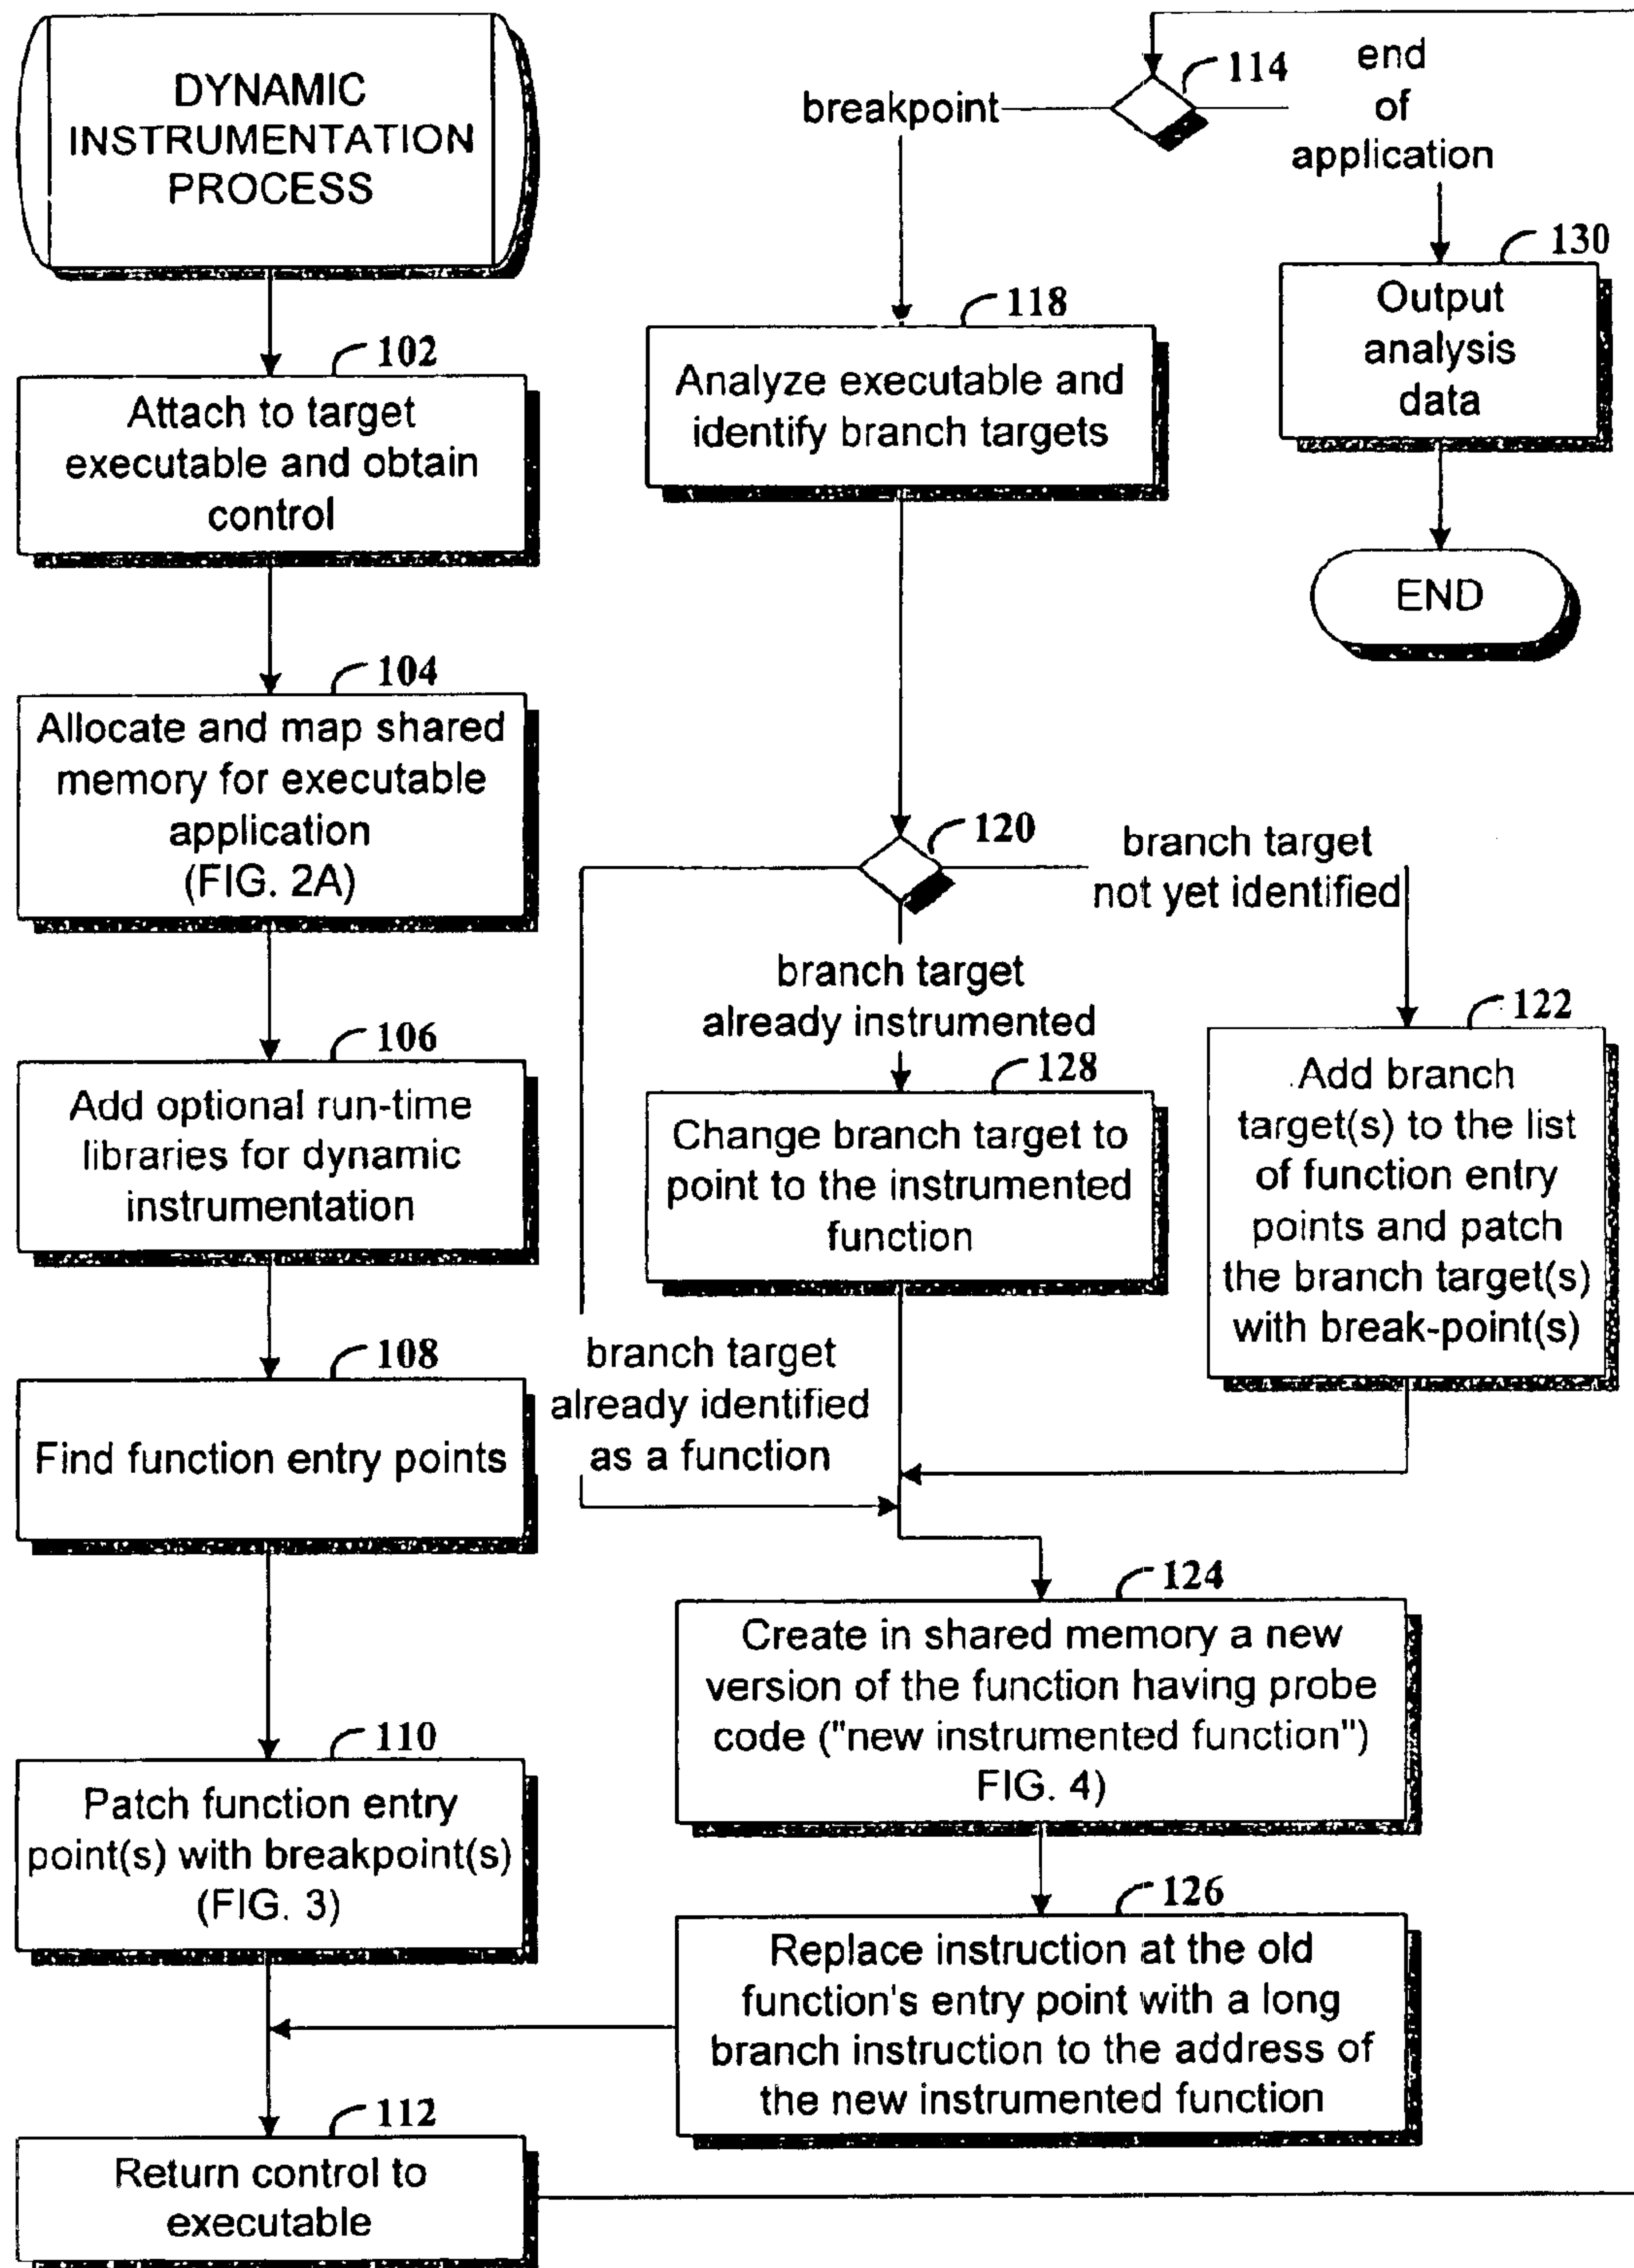 DYNAMIC
INSTRUMENTATION
PROCESS
102
Attach to target
executable and obtain
control
104
Allocate and map shared
memory for executable
application
(FIG. 2A)
106
Add optional run-time
libraries for dynamic
instrumentation
108
Find function entry points
110
Patch function entry
point(s) with breakpoint(s)
(FIG. 3)
112
Return control to
executable
114
breakpoint
end
of
application
130
Output
analysis
data
END
118
Analyze executable and
identify branch targets
120
branch target
not yet identified
branch target
already instrumented
branch target
already identified
as a function
128
Change branch target to
point to the instrumented
function
122
Add branch
target(s) to the list
of function entry
points and patch
the branch target(s)
with break-point(s)
124
Create in shared memory a new
version of the function having probe
code ("new instrumented function")
FIG. 4)
126
Replace instruction at the old
function's entry point with a long
branch instruction to the address of
the new instrumented function